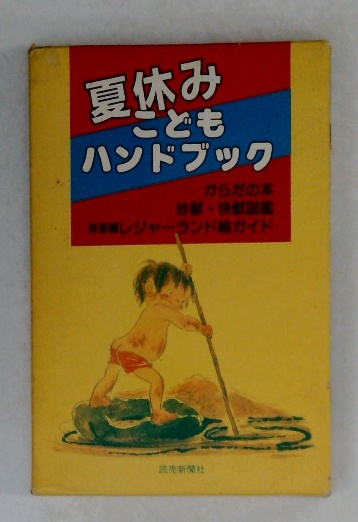 夏休み
こども
ハンドブック
からだの本
珍獣・快獣図鑑
首都圏レジャーランド総ガイド
読売新聞社